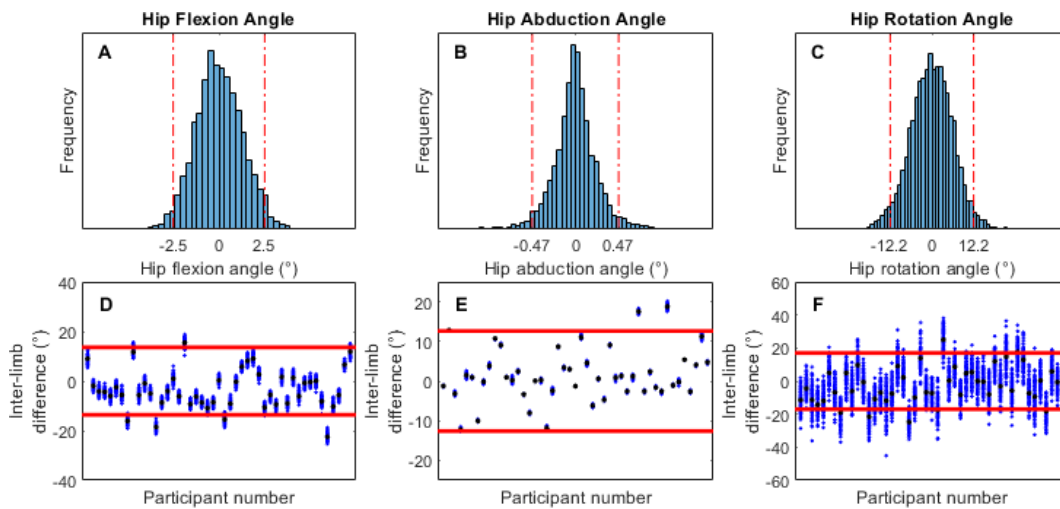 Hip Flexion Angle
A
Frequency
-2.5 0 2.5
Hip flexion angle (°)
Hip Abduction Angle
B
Frequency
-0.47 0 0.47
Hip abduction angle (°)
Hip Rotation Angle
C
Frequency
-12.2 0 12.2
Hip rotation angle (°)
D
Inter-limb
difference (°)
40
20
0
-20
-40
Participant number
E
Inter-limb
difference (°)
20
10
0
-10
-20
Participant number
F
Inter-limb
difference (°)
60
40
20
0
-20
-40
-60
Participant number